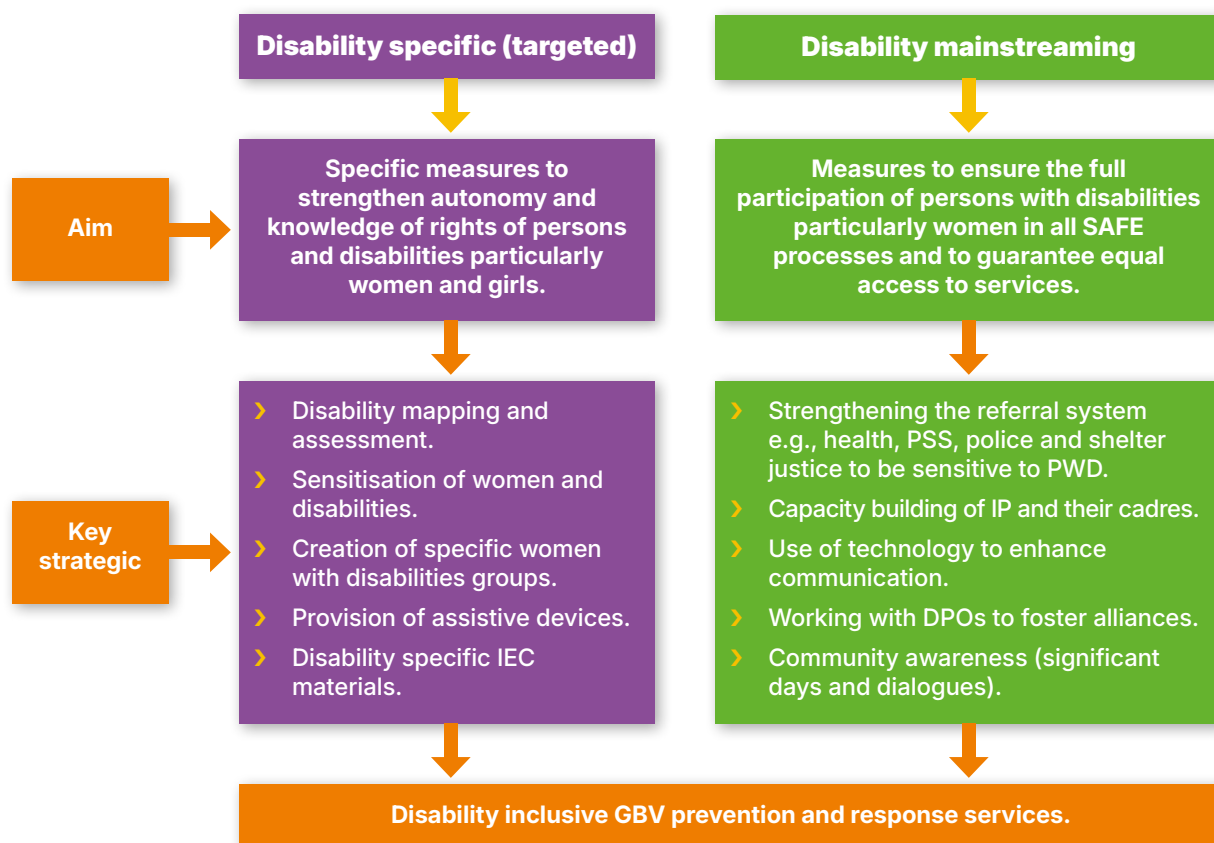 Disability specific (targeted)
Disability mainstreaming
Aim
Specific measures to
strengthen autonomy and
knowledge of rights of persons
and disabilities particularly
women and girls.
Measures to ensure the full
participation of persons with disabilities
particularly women in all SAFE
processes and to guarantee equal
access to services.
Key
strategic
› Disability mapping and
assessment.
› Sensitisation of women and
disabilities.
› Creation of specific women
with disabilities groups.
› Provision of assistive devices.
› Disability specific IEC
materials.
› Strengthening the referral system
e.g., health, PSS, police and shelter
justice to be sensitive to PWD.
› Capacity building of IP and their cadres.
› Use of technology to enhance
communication.
› Working with DPOs to foster alliances.
› Community awareness (significant
days and dialogues).
Disability inclusive GBV prevention and response services.